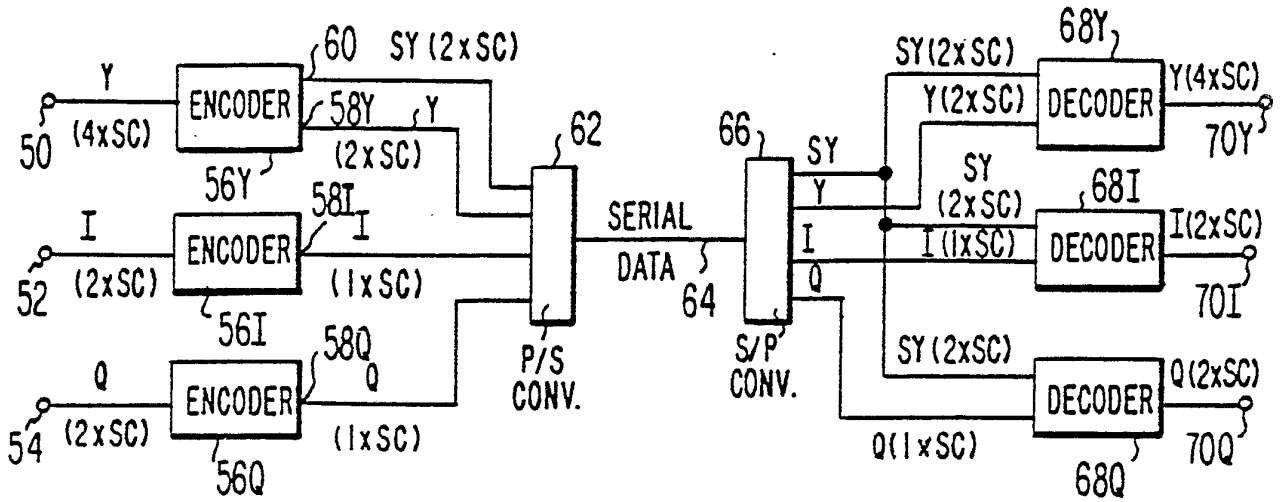 60
SY (2xSC)
Y
ENCODER
58Y
Y
50
(4xSC)
(2xSC)
56Y
62
I
ENCODER
58I
I
52
(2xSC)
(1xSC)
56I
SERIAL
DATA
64
Q
ENCODER
58Q
Q
54
(2xSC)
(1xSC)
56Q
P/S
CONV.
66
SY
Y
I
Q
S/P
CONV.
68Y
SY(2xSC)
Y(2xSC)
DECODER
Y(4xSC)
70Y
SY
(2xSC)
68I
I(1xSC)
DECODER
I(2xSC)
70I
SY(2xSC)
DECODER
Q(2xSC)
Q(1xSC)
70Q
68Q